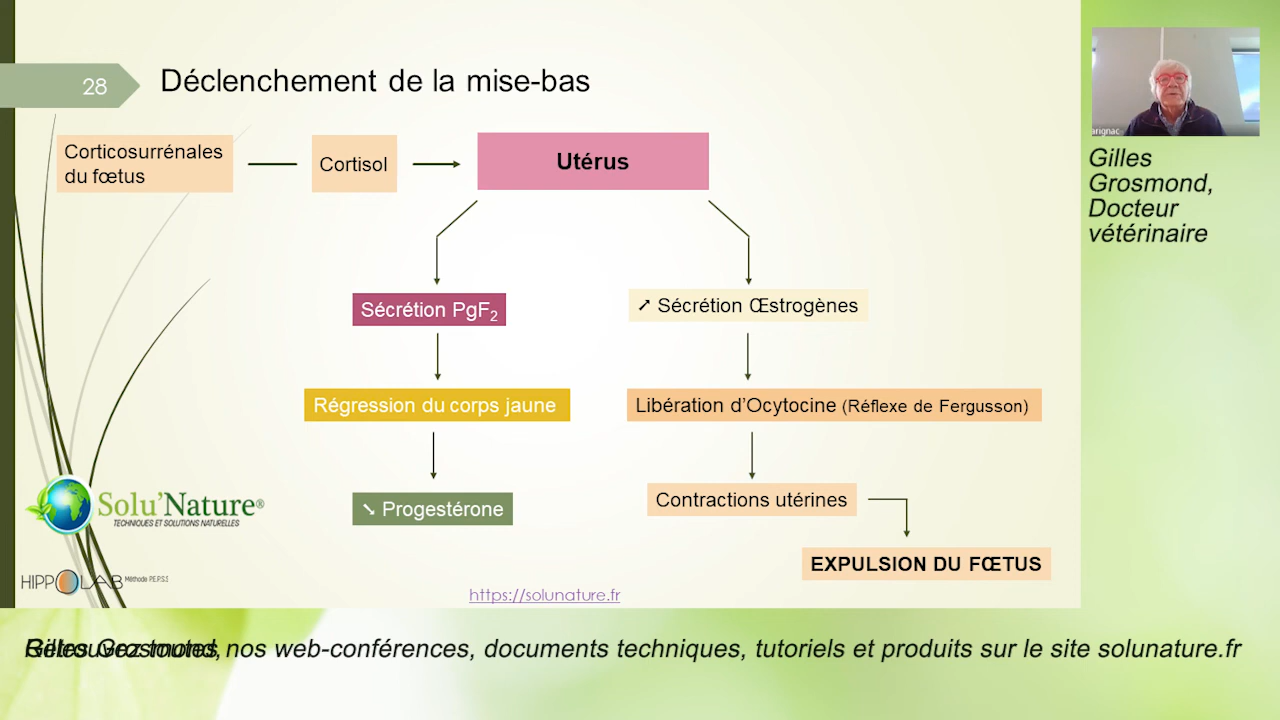 28
Déclenchement de la mise-bas
Corticosurrénales
du fœtus
Cortisol
Utérus
Sécrétion PgF2
➚ Sécrétion Œstrogènes
Régression du corps jaune
Libération d’Ocytocine (Réflexe de Fergusson)
➘ Progestérone
Contractions utérines
EXPULSION DU FŒTUS
Solu’Nature®
TECHNIQUES ET SOLUTIONS NATURELLES
HIPPOLAB Méthode P.E.P.S.S
https://solunature.fr
arignac
Gilles
Grosmond,
Docteur
vétérinaire
nos web-conférences, documents techniques, tutoriels et produits sur le site solunature.fr